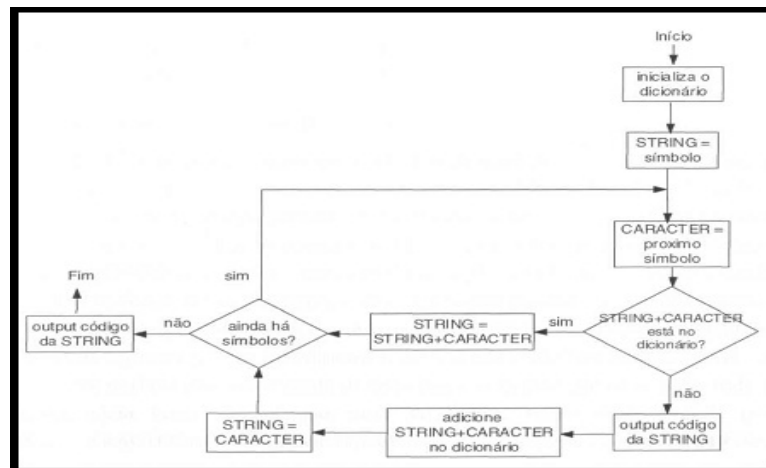 Início
inicializa o
dicionário
STRING =
símbolo
CARACTER =
proximo
símbolo
STRING+CARACTER
está no
dicionário?
sim
STRING =
STRING+CARACTER
ainda há
símbolos?
sim
não
output código
da STRING
Fim
não
output código
da STRING
adicione
STRING+CARACTER
no dicionário
STRING =
CARACTER